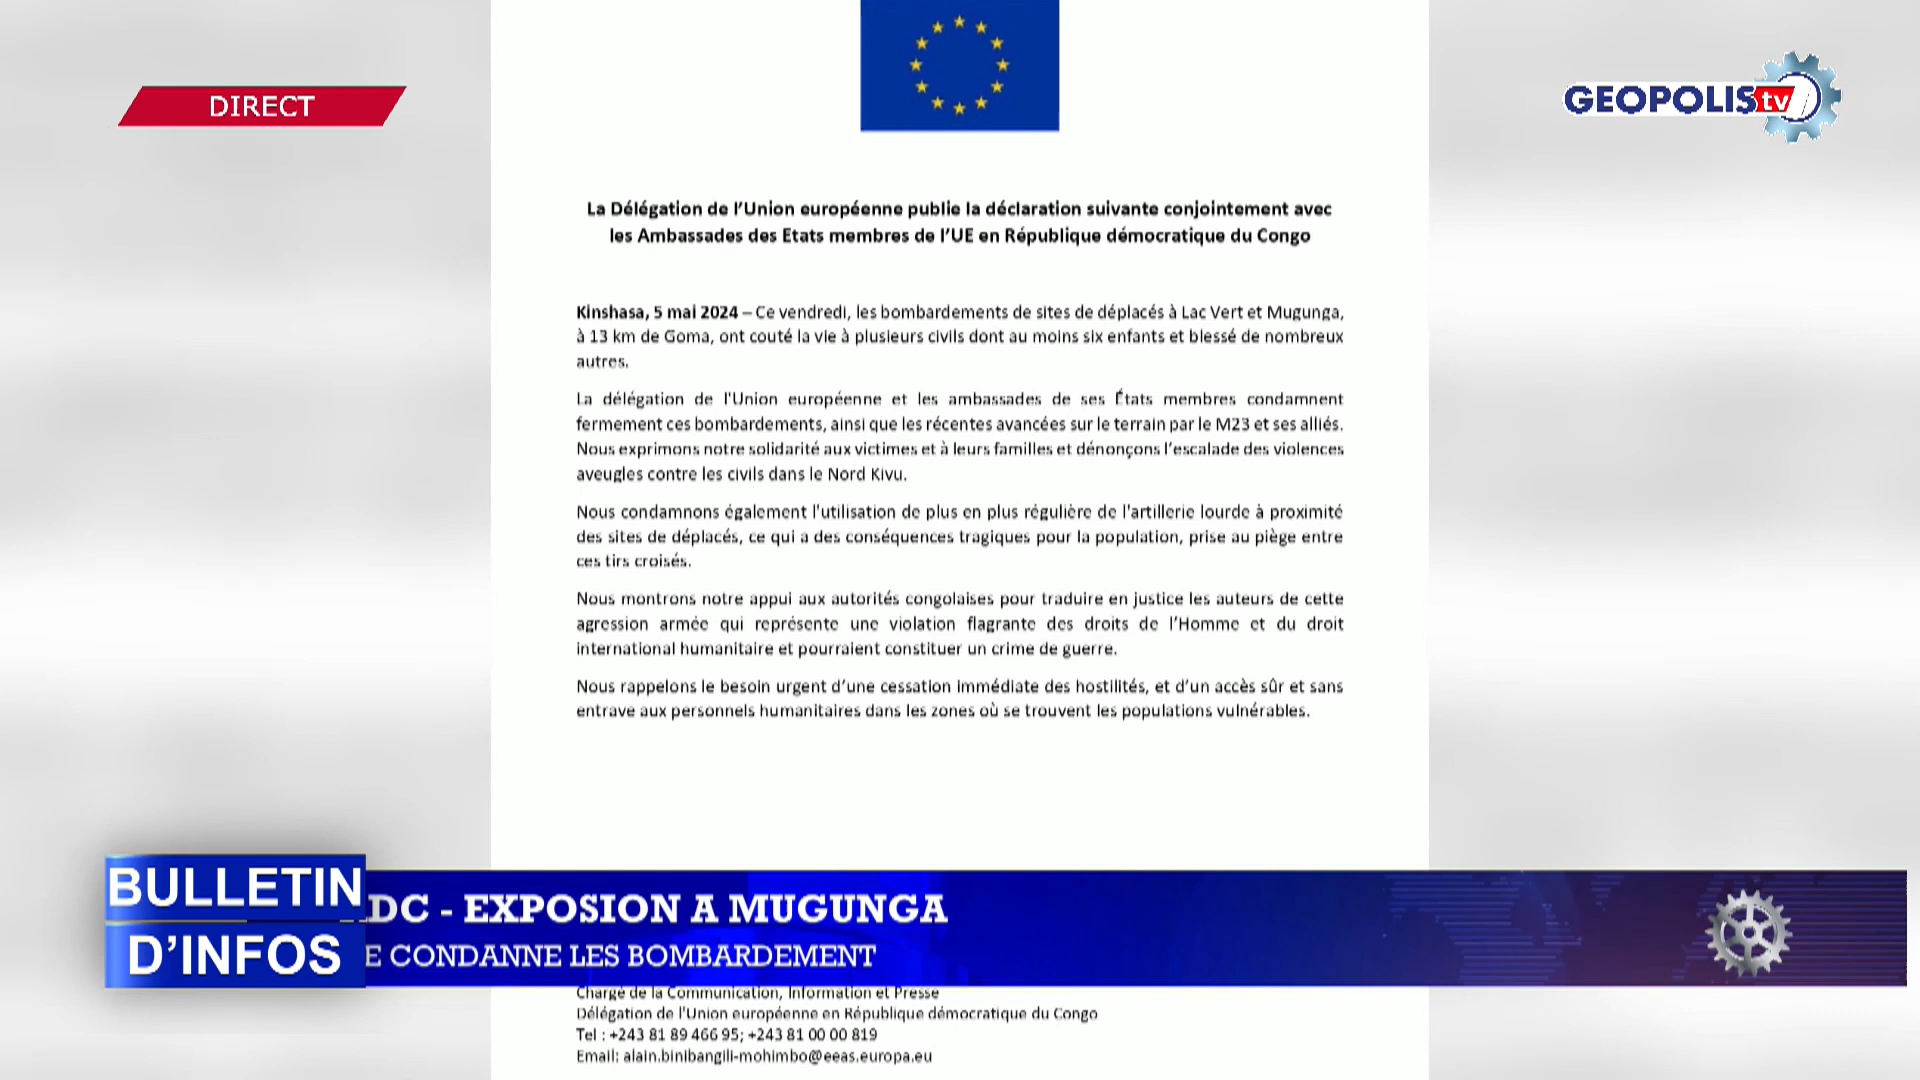 DIRECT
GEOPOLIS tv
La Délégation de l’Union européenne publie la déclaration suivante conjointement avec
les Ambassades des Etats membres de l’UE en République démocratique du Congo
Kinshasa, 5 mai 2024 – Ce vendredi, les bombardements de sites de déplacés à Lac Vert et Mugunga,
à 13 km de Goma, ont couté la vie à plusieurs civils dont au moins six enfants et blessé de nombreux
autres.
La délégation de l'Union européenne et les ambassades de ses États membres condamnent
fermement ces bombardements, ainsi que les récentes avancées sur le terrain par le M23 et ses alliés.
Nous exprimons notre solidarité aux victimes et à leurs familles et dénonçons l’escalade des violences
aveugles contre les civils dans le Nord Kivu.
Nous condamnons également l'utilisation de plus en plus régulière de l'artillerie lourde à proximité
des sites de déplacés, ce qui a des conséquences tragiques pour la population, prise au piège entre
ces tirs croisés.
Nous montrons notre appui aux autorités congolaises pour traduire en justice les auteurs de cette
agression armée qui représente une violation flagrante des droits de l’Homme et du droit
international humanitaire et pourraient constituer un crime de guerre.
Nous rappelons le besoin urgent d’une cessation immédiate des hostilités, et d’un accès sûr et sans
entrave aux personnels humanitaires dans les zones où se trouvent les populations vulnérables.
BULLETIN
D’INFOS
DC - EXPOSION A MUGUNGA
E CONDANNE LES BOMBARDEMENT
Chargé de la Communication, Information et Presse
Délégation de l'Union européenne en République démocratique du Congo
Tel : +243 81 89 466 95; +243 81 00 00 819
Email: alain.binibangili-mohimbo@eeas.europa.eu